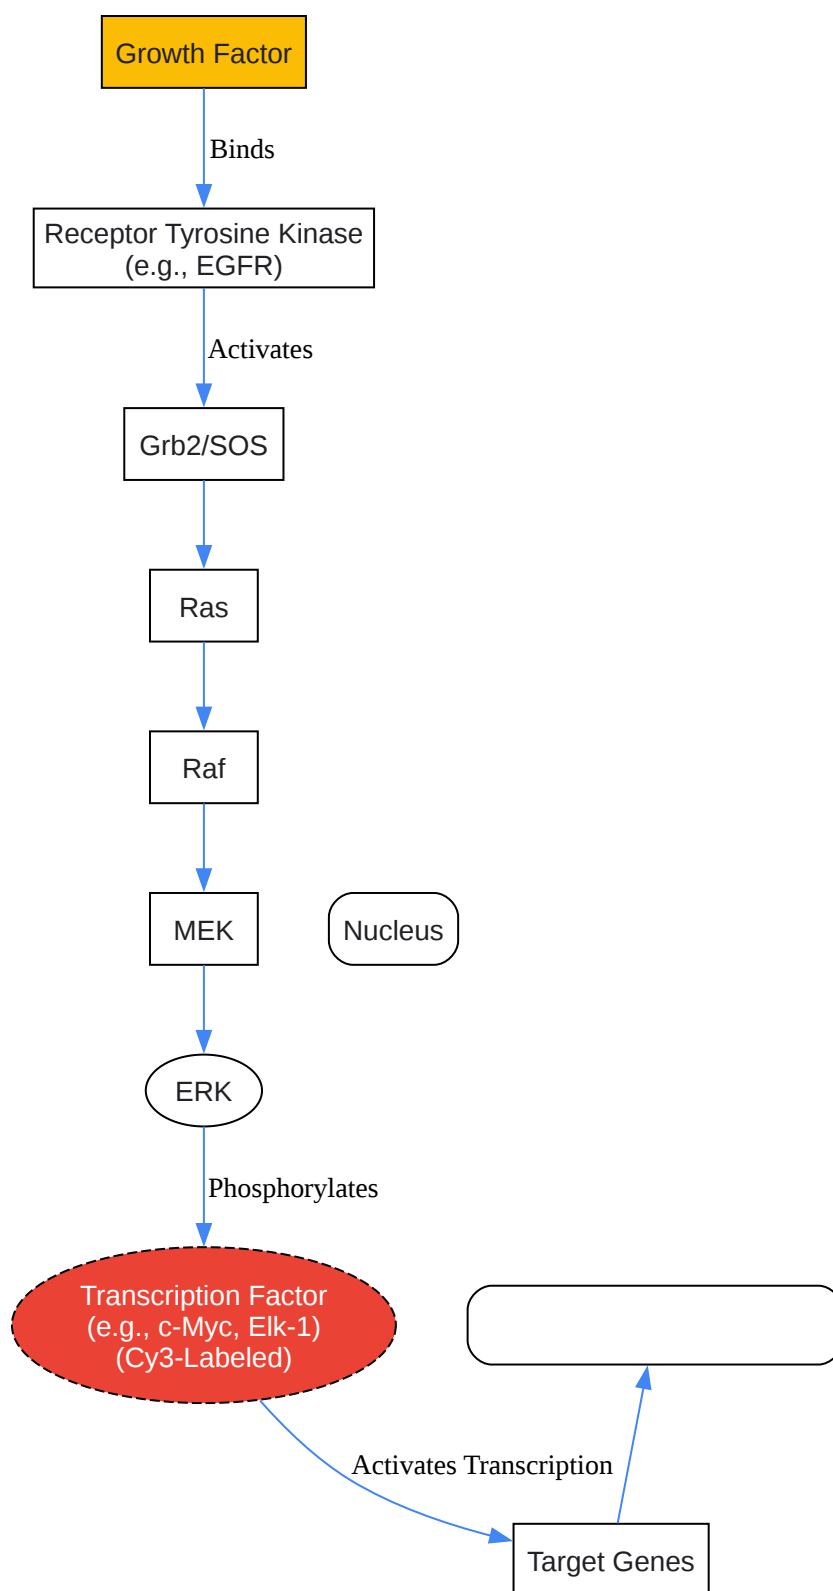 Growth Factor
Binds
Receptor Tyrosine Kinase
(e.g., EGFR)
Activates
Grb2/SOS
Ras
Raf
MEK
Nucleus
ERK
Phosphorylates
Transcription Factor
(e.g., c-Myc, Elk-1)
(Cy3-Labeled)
Activates Transcription
Target Genes